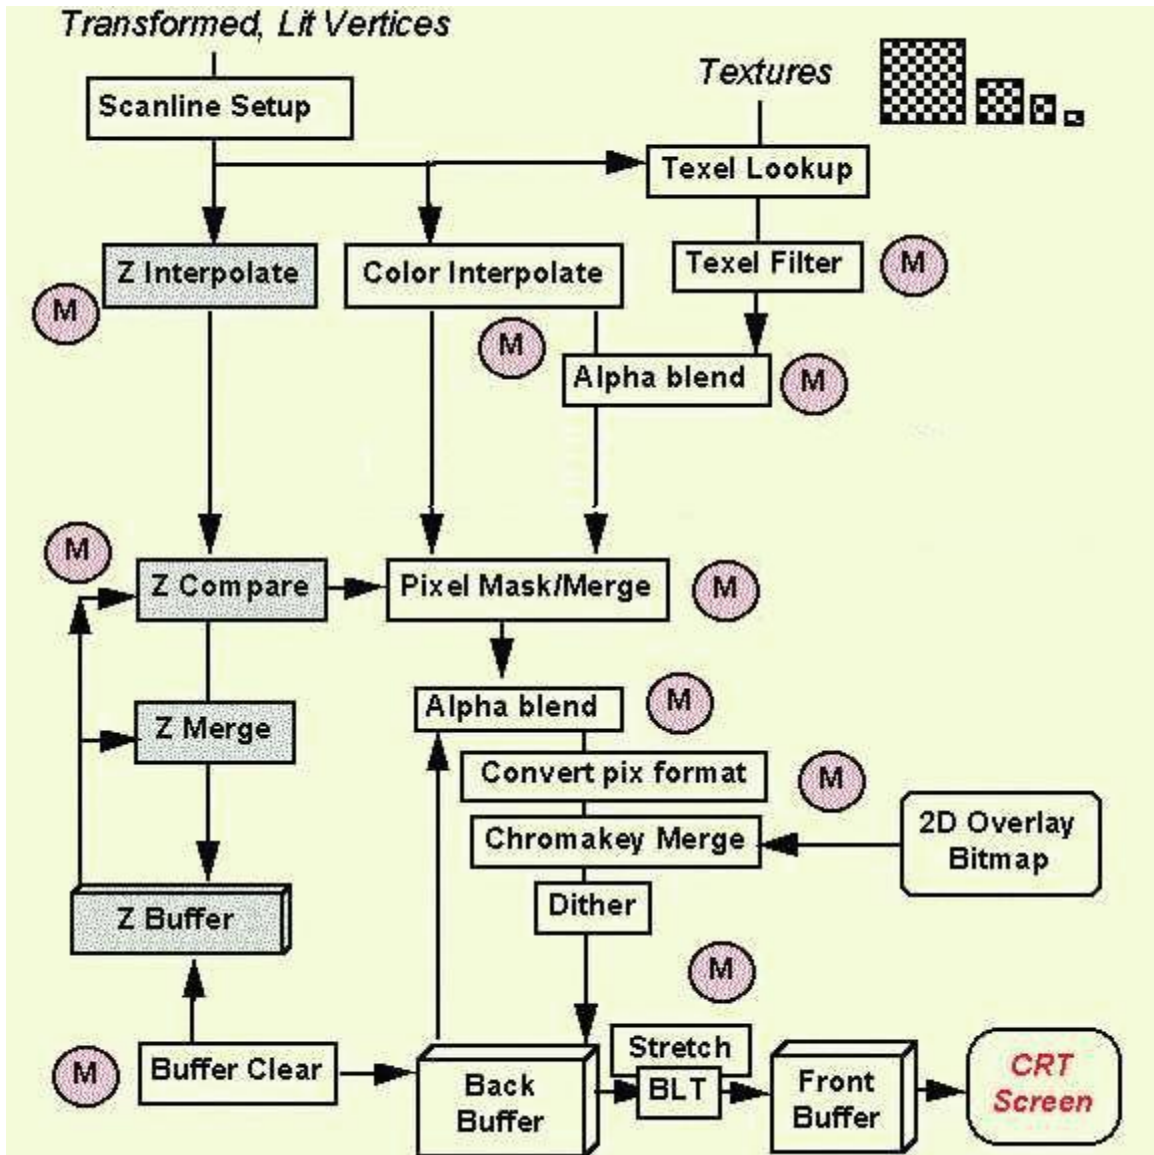 Transformed, Lit Vertices
Textures
Scanline Setup
Texel Lookup
Z Interpolate
Color Interpolate
Texel Filter
M
M
M
Alpha blend
M
M
Z Compare
Pixel Mask/Merge
M
Alpha blend
M
Z Merge
Convert pix format
M
Chromakey Merge
2D Overlay
Bitmap
Z Buffer
Dither
M
M
Buffer Clear
Back
Buffer
Stretch
BLT
Front
Buffer
CRT
Screen